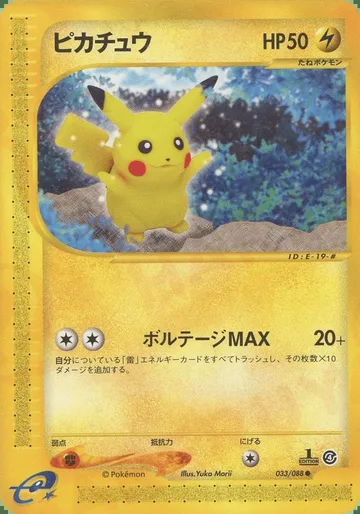 ピカチュウ HP50
たねポケモン
ID:E-19-#
ボルテージMAX 20+
自分についている「雷」エネルギーカードをすべてトラッシュし、その枚数×10
ダメージを追加する。
弱点 抵抗力 にげる
© Pokémon Illus.Yuka Morii 033/088 ● 1 EDITION 4
e